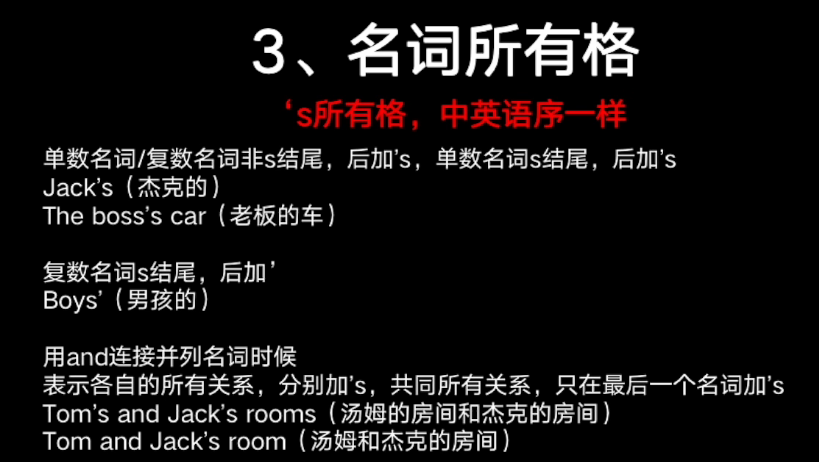 3、名词所有格
‘s所有格，中英语序一样
单数名词/复数名词非s结尾，后加’s，单数名词s结尾，后加’s
Jack’s（杰克的）
The boss’s car（老板的车）
复数名词s结尾，后加’
Boys’（男孩的）
用and连接并列名词时候
表示各自的所有关系，分别加’s，共同所有关系，只在最后一个名词加’s
Tom’s and Jack’s rooms（汤姆的房间和杰克的房间）
Tom and Jack’s room（汤姆和杰克的房间）